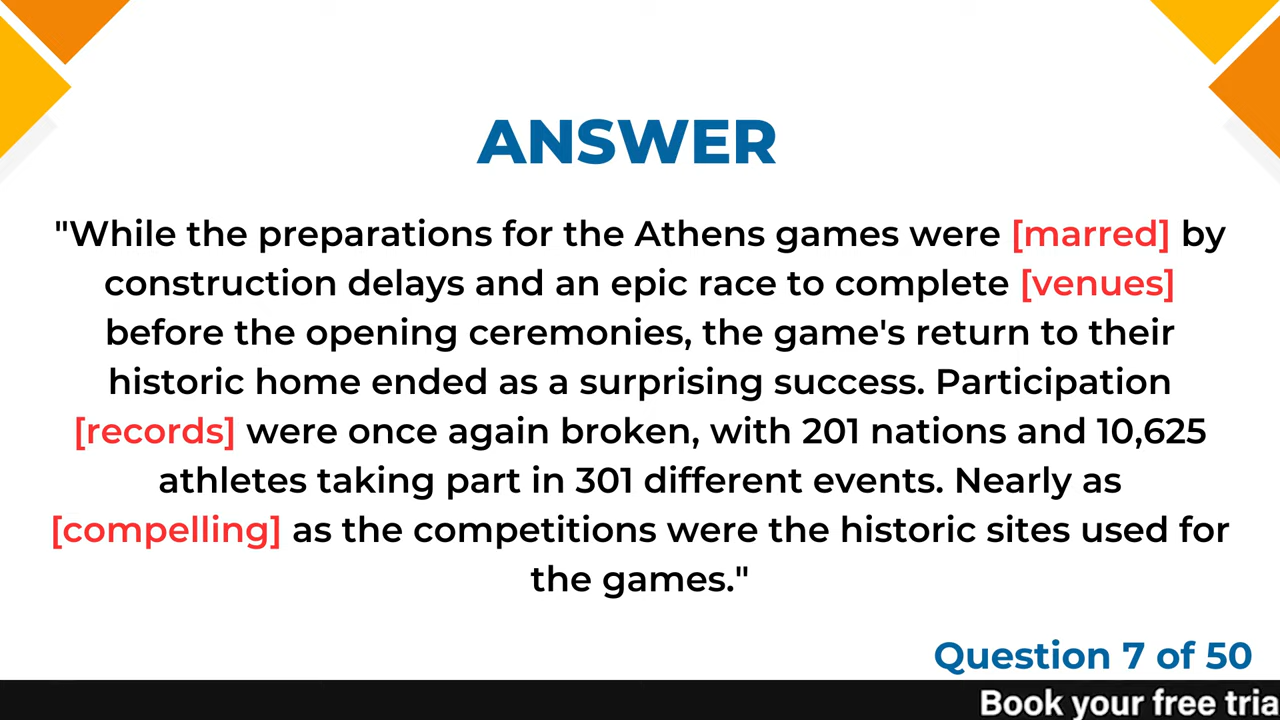 ANSWER
"While the preparations for the Athens games were [marred] by
construction delays and an epic race to complete [venues]
before the opening ceremonies, the game's return to their
historic home ended as a surprising success. Participation
[records] were once again broken, with 201 nations and 10,625
athletes taking part in 301 different events. Nearly as
[compelling] as the competitions were the historic sites used for
the games."
Question 7 of 50
Book your free tria